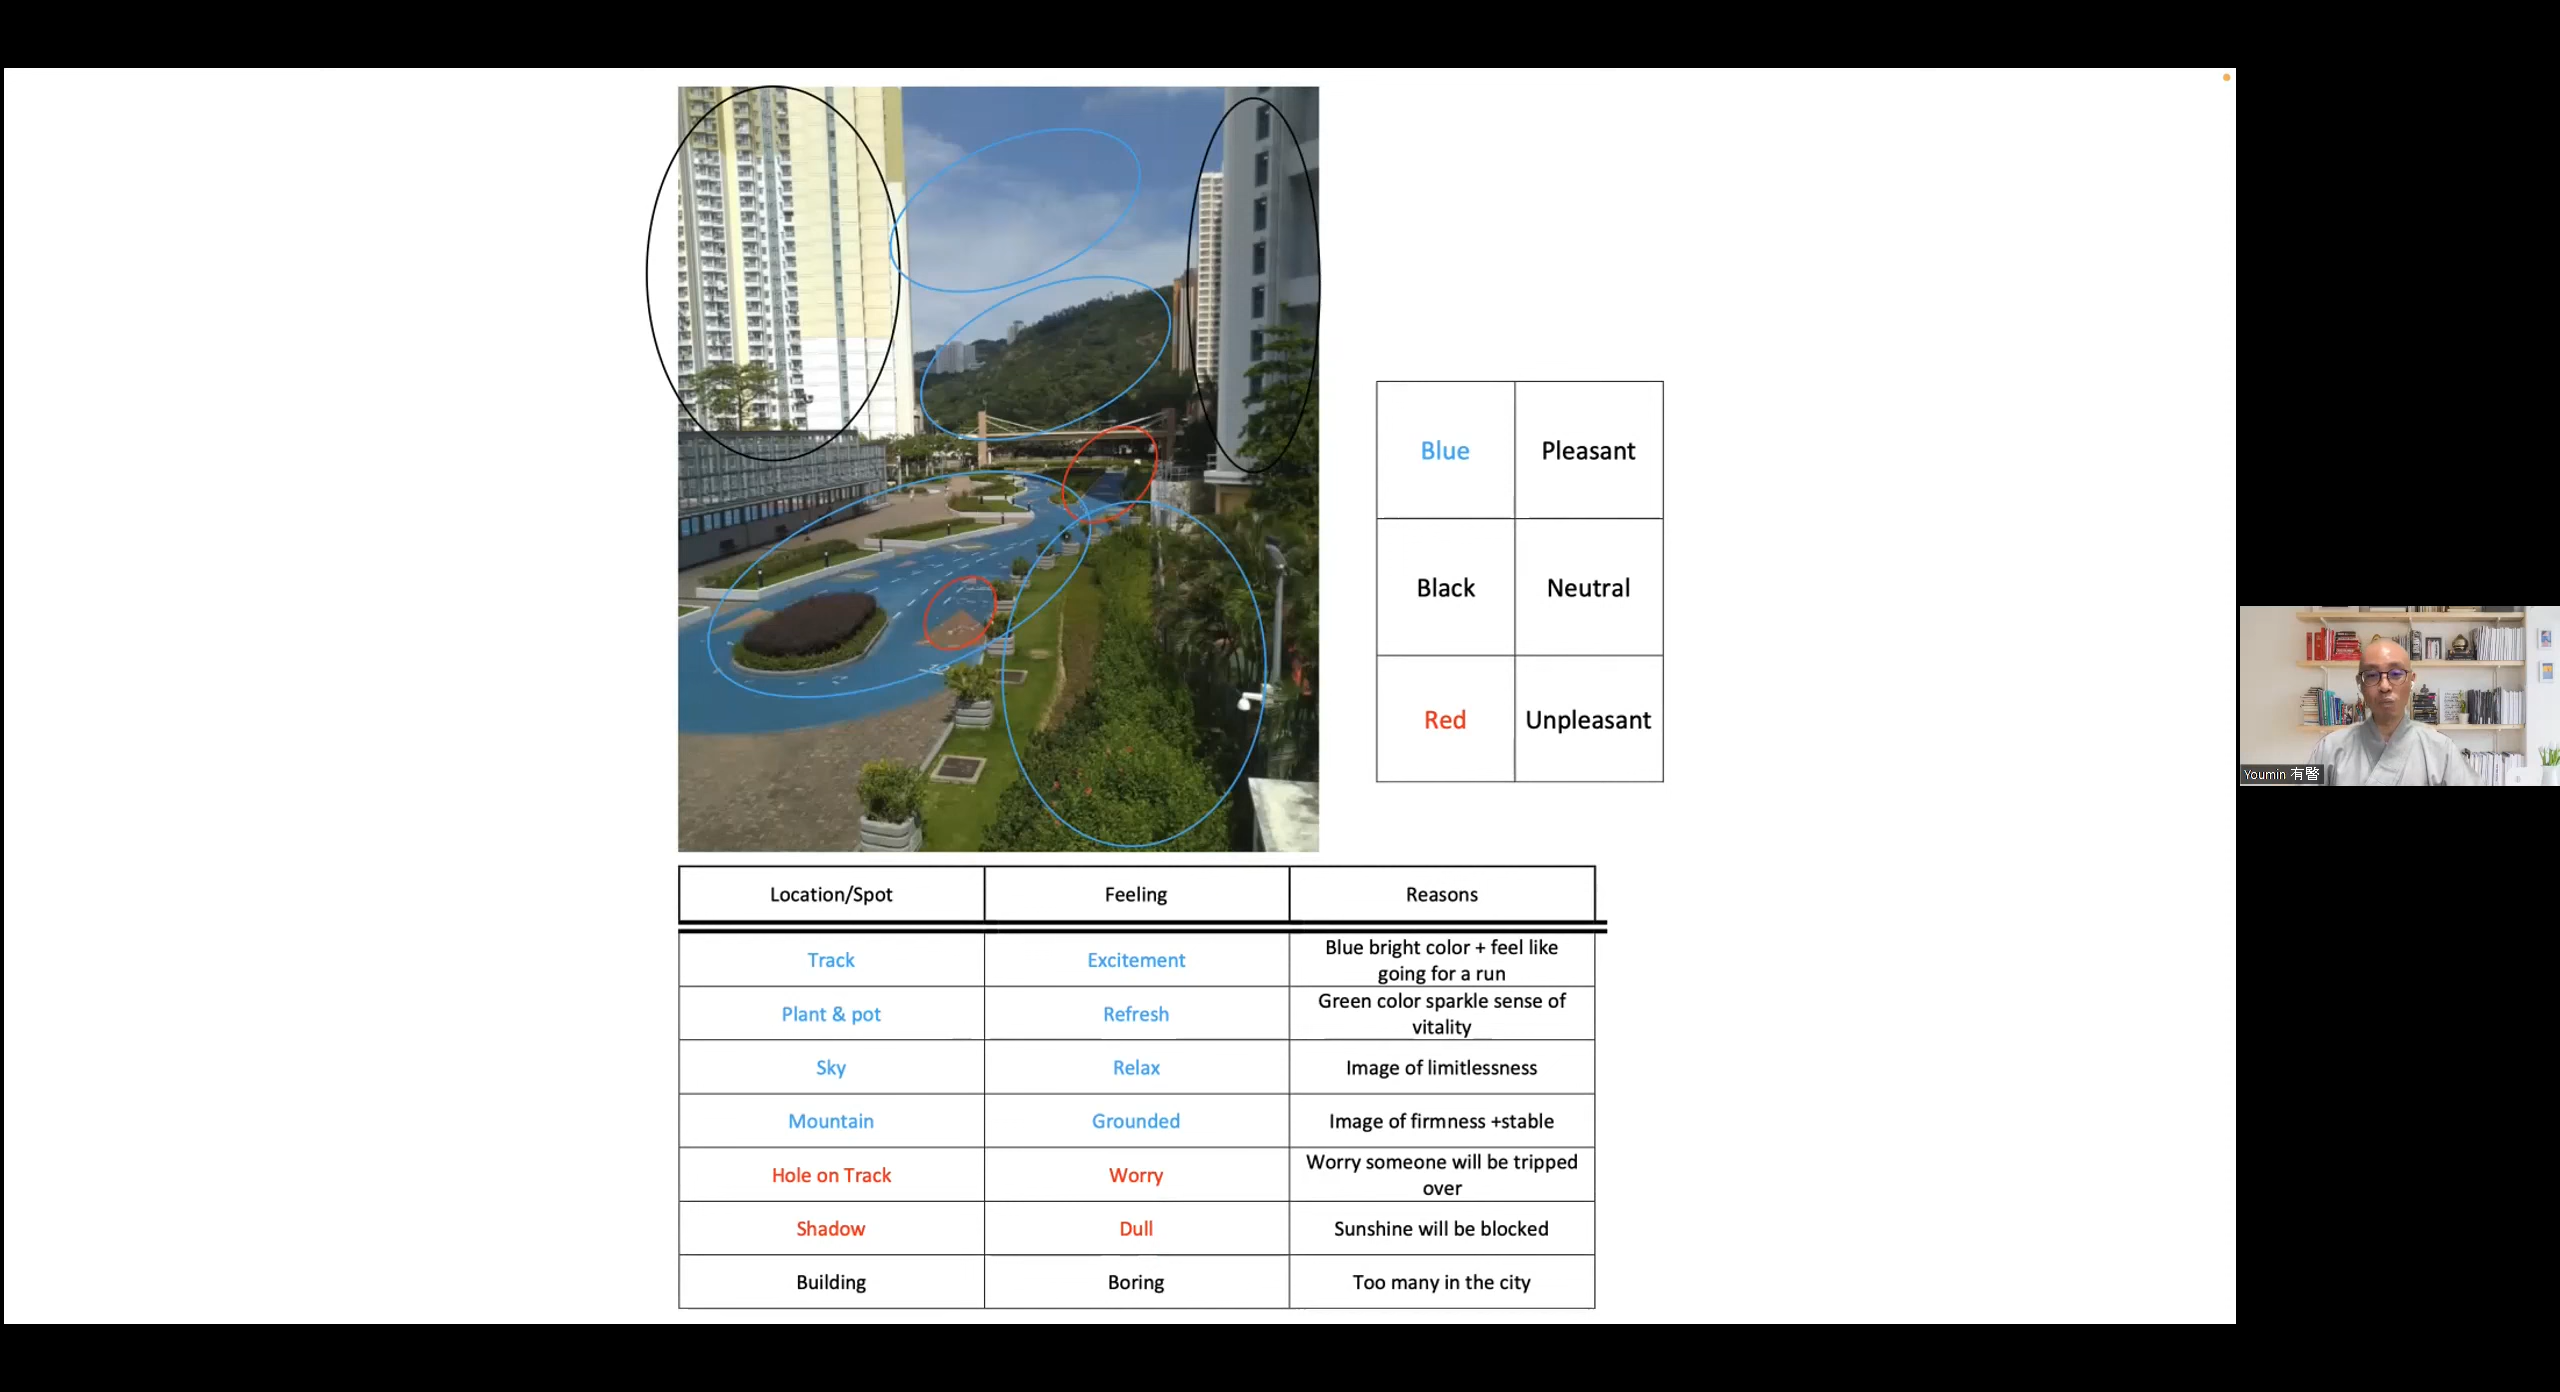 Blue Pleasant
Black Neutral
Red Unpleasant
Youmin 有毉
Location/Spot Feeling Reasons
Track Excitement Blue bright color + feel like
going for a run
Plant & pot Refresh Green color sparkle sense of
vitality
Sky Relax Image of limitlessness
Mountain Grounded Image of firmness +stable
Hole on Track Worry Worry someone will be tripped
over
Shadow Dull Sunshine will be blocked
Building Boring Too many in the city